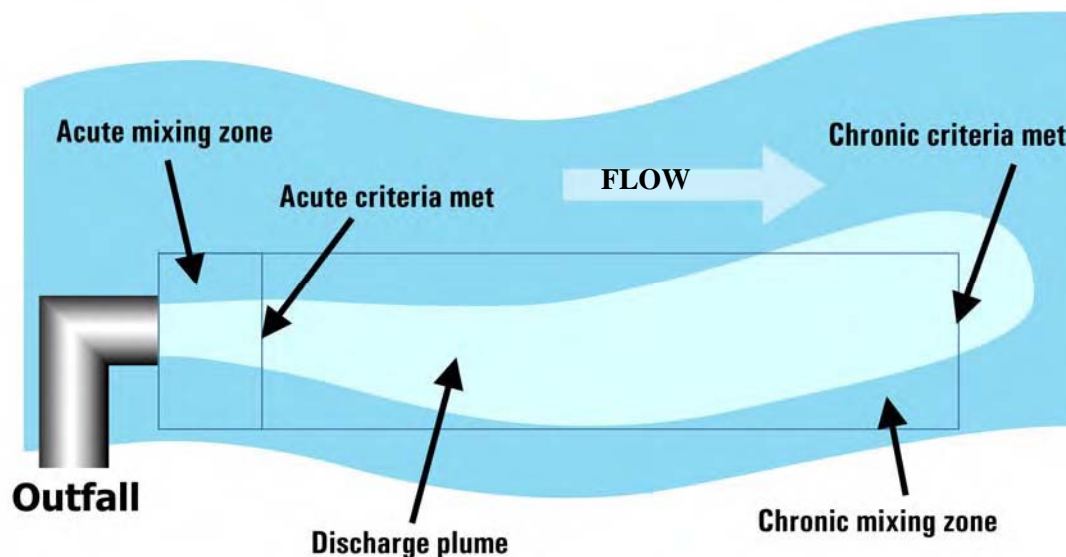 Acute mixing zone
Chronic criteria met
FLOW
Acute criteria met
Outfall
Chronic mixing zone
Discharge plume